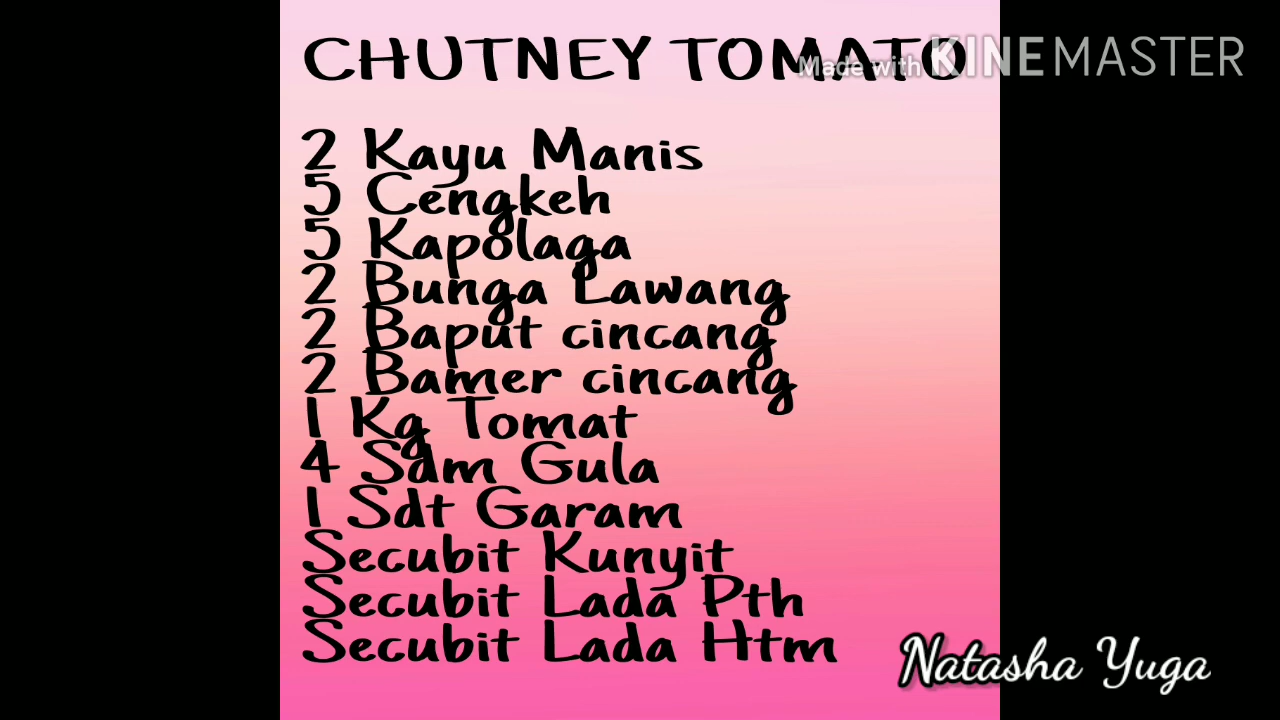 CHUTNEY TOMATO
Made with KINEMASTER
2 Kayu Manis
5 Cengkeh
5 Kapolaga
2 Bunga Lawang
2 Baput cincang
2 Bamer cincang
1 Kg Tomat
4 Sdm Gula
1 Sdt Garam
Secubit Kunyit
Secubit Lada Pth
Secubit Lada Htm
Natasha Yuga